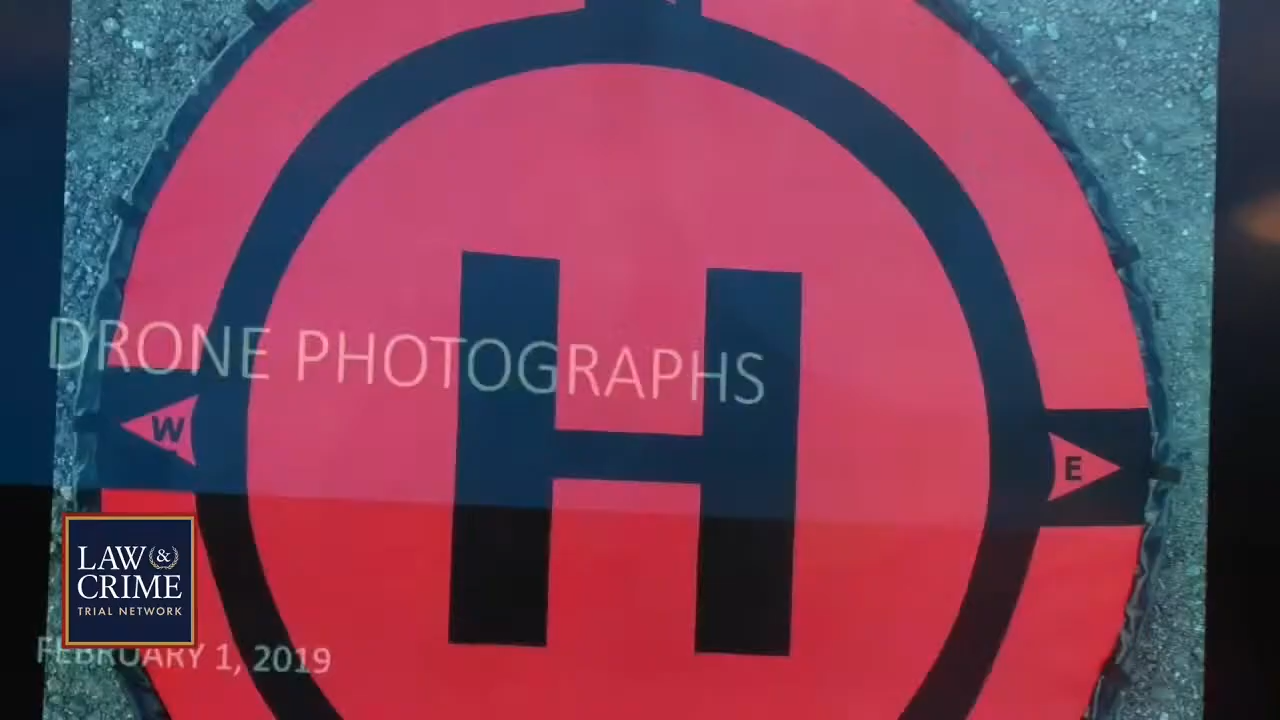 DRONE PHOTOGRAPHS
W
H
E
LAW &
CRIME
TRIAL NETWORK
FEBRUARY 1, 2019